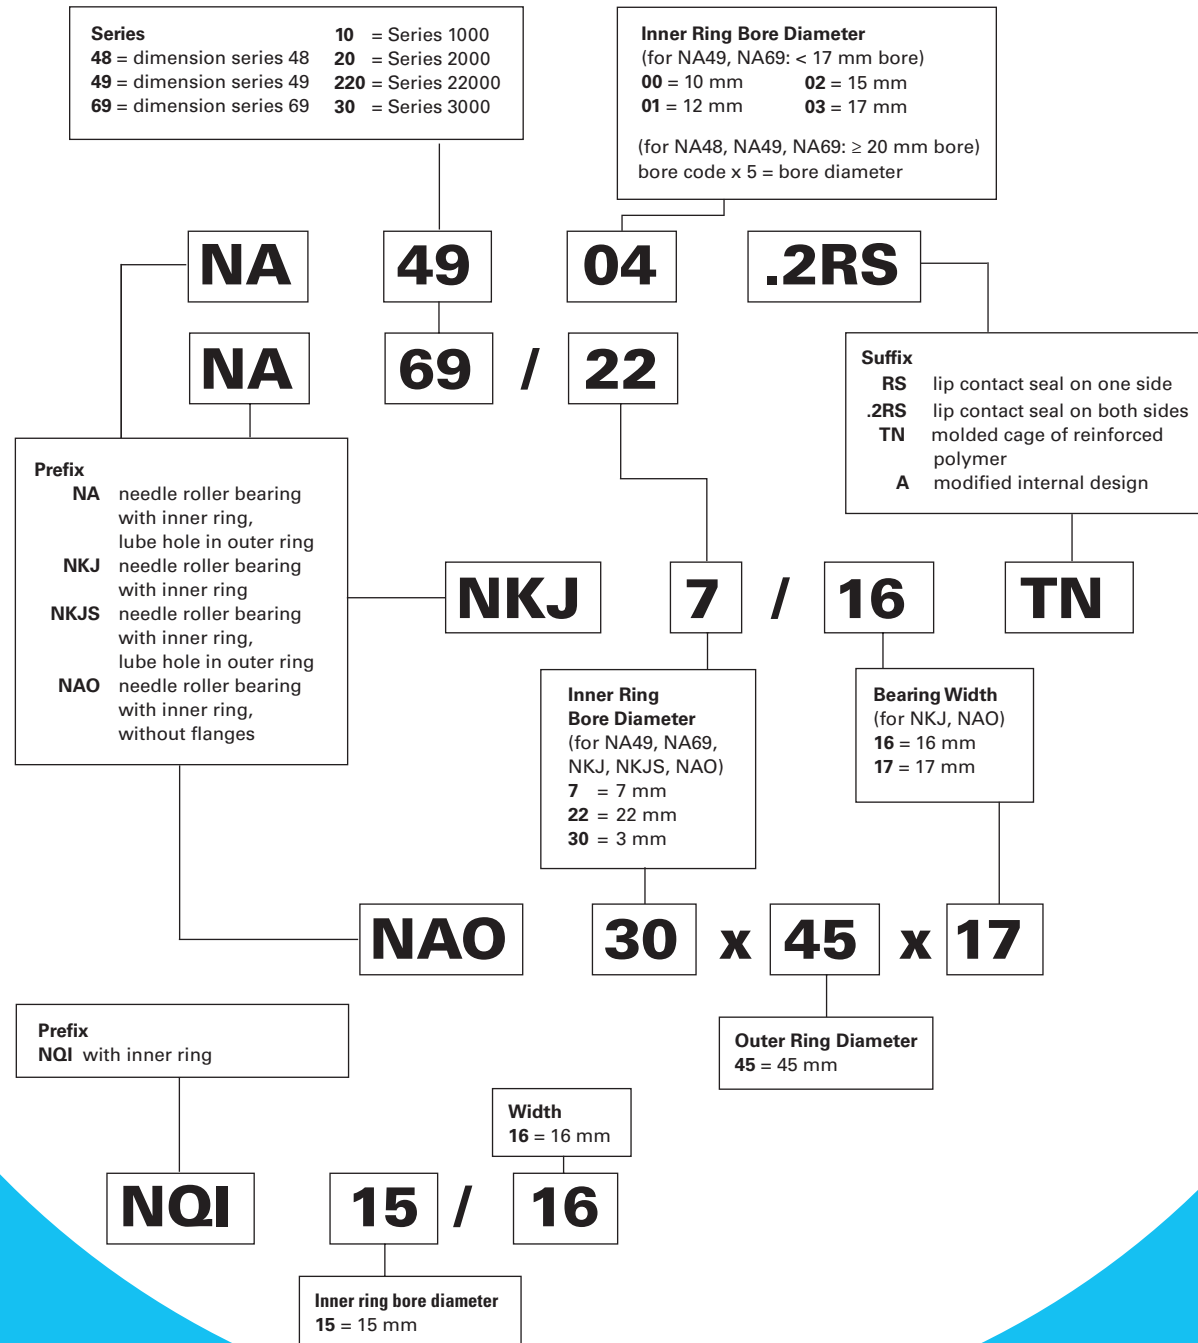 Series
48 = dimension series 48
49 = dimension series 49
69 = dimension series 69
10 = Series 1000
20 = Series 2000
220 = Series 22000
30 = Series 3000
Inner Ring Bore Diameter
(for NA49, NA69: < 17 mm bore)
00 = 10 mm 02 = 15 mm
01 = 12 mm 03 = 17 mm
(for NA48, NA49, NA69: ≥ 20 mm bore)
bore code x 5 = bore diameter
NA 49 04 .2RS
NA 69 / 22
Suffix
RS lip contact seal on one side
.2RS lip contact seal on both sides
TN molded cage of reinforced
polymer
A modified internal design
Prefix
NA needle roller bearing
with inner ring,
lube hole in outer ring
NKJ needle roller bearing
with inner ring
NKJS needle roller bearing
with inner ring,
lube hole in outer ring
NAO needle roller bearing
with inner ring,
without flanges
NKJ 7 / 16 TN
Inner Ring
Bore Diameter
(for NA49, NA69,
NKJ, NKJS, NAO)
7 = 7 mm
22 = 22 mm
30 = 3 mm
Bearing Width
(for NKJ, NAO)
16 = 16 mm
17 = 17 mm
NAO 30 x 45 x 17
Outer Ring Diameter
45 = 45 mm
Prefix
NQI with inner ring
Width
16 = 16 mm
NQI 15 / 16
Inner ring bore diameter
15 = 15 mm